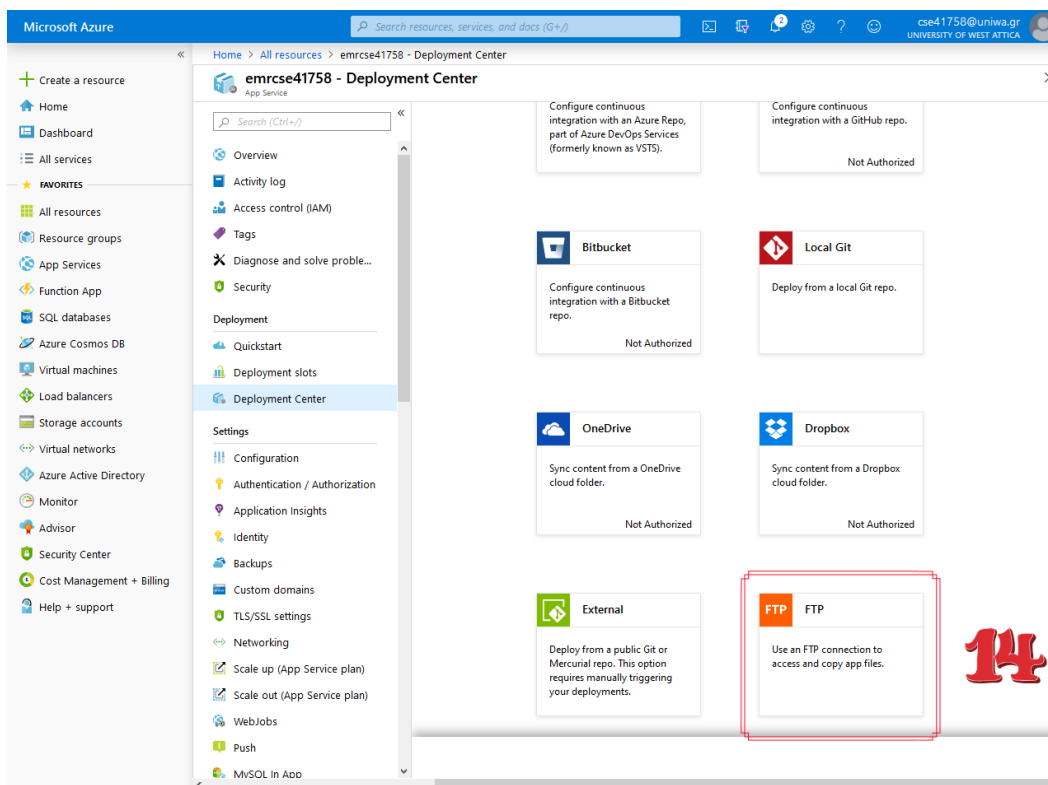 Microsoft Azure
Search resources, services, and docs (G+/)
2
cse41758@uniwa.gr
UNIVERSITY OF WEST ATTICA
Create a resource
Home
Dashboard
All services
FAVORITES
All resources
Resource groups
App Services
Function App
SQL databases
Azure Cosmos DB
Virtual machines
Load balancers
Storage accounts
Virtual networks
Azure Active Directory
Monitor
Advisor
Security Center
Cost Management + Billing
Help + support
Home > All resources > emrcse41758 - Deployment Center
emrcse41758 - Deployment Center
App Service
Search (Ctrl+/)
Overview
Activity log
Access control (IAM)
Tags
Diagnose and solve proble...
Security
Deployment
Quickstart
Deployment slots
Deployment Center
Settings
Configuration
Authentication / Authorization
Application Insights
Identity
Backups
Custom domains
TLS/SSL settings
Networking
Scale up (App Service plan)
Scale out (App Service plan)
WebJobs
Push
MySQL In App
Configure continuous
integration with an Azure Repo,
part of Azure DevOps Services
(formerly known as VSTS).
Configure continuous
integration with a GitHub repo.
Not Authorized
Bitbucket
Configure continuous
integration with a Bitbucket
repo.
Not Authorized
Local Git
Deploy from a local Git repo.
OneDrive
Sync content from a OneDrive
cloud folder.
Not Authorized
Dropbox
Sync content from a Dropbox
cloud folder.
Not Authorized
External
Deploy from a public Git or
Mercurial repo. This option
requires manually triggering
your deployments.
FTP FTP
Use an FTP connection to
access and copy app files.
14